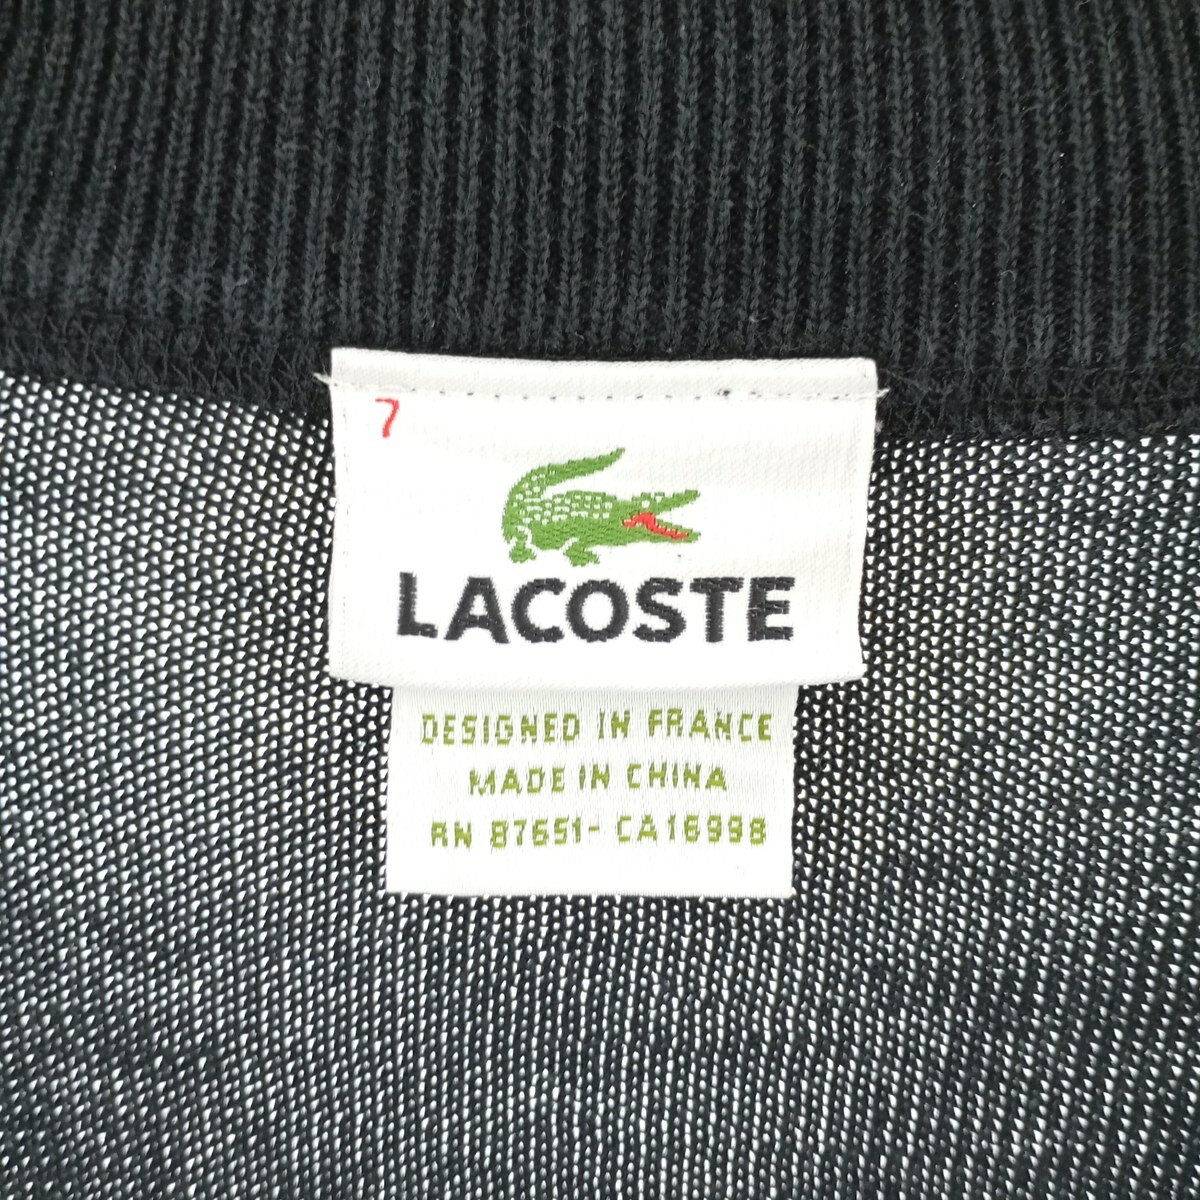 7
LACOSTE
DESIGNED IN FRANCE
MADE IN CHINA
RN 87651- CA16998